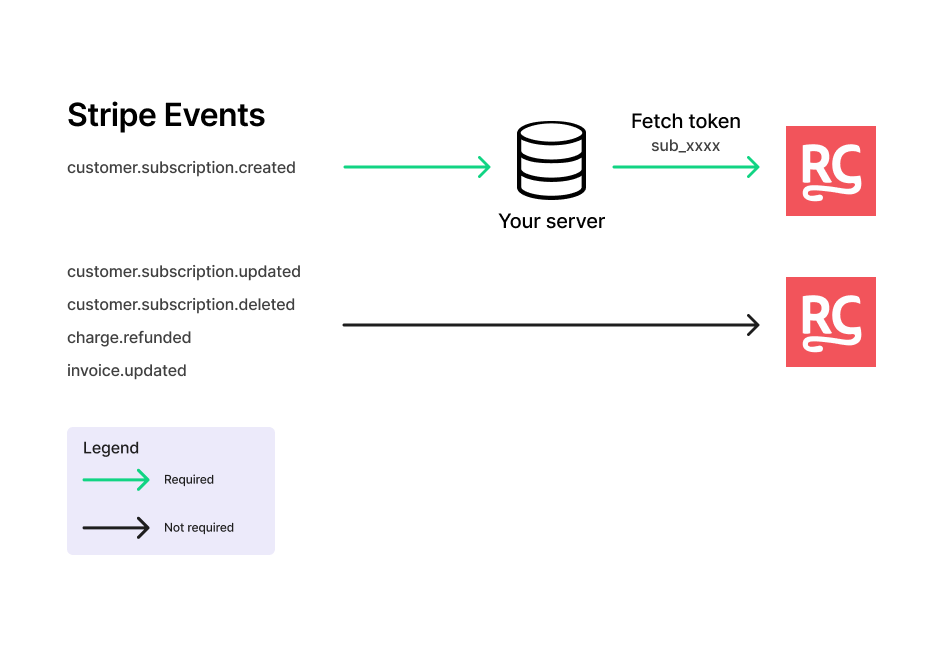 Stripe Events
customer.subscription.created
Fetch token
sub_xxxx
RC
Your server
customer.subscription.updated
customer.subscription.deleted
charge.refunded
invoice.updated
RC
Legend
Required
Not required